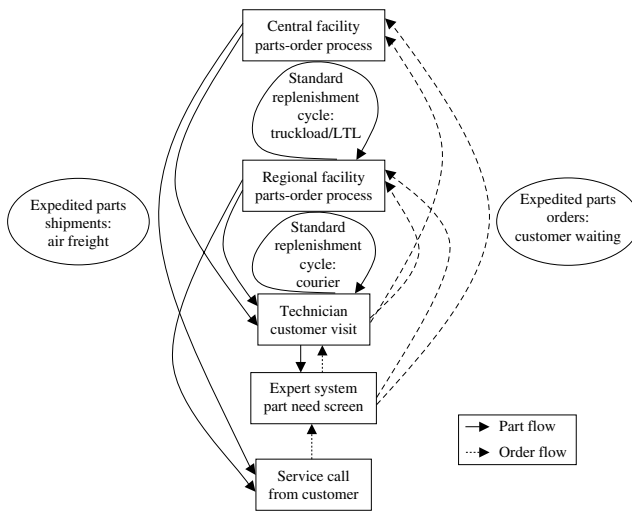 Central facility
parts-order process
Standard
replenishment
cycle:
truckload/LTL
Regional facility
parts-order process
Expedited parts
shipments:
air freight
Expedited parts
orders:
customer waiting
Standard
replenishment
cycle:
courier
Technician
customer visit
Expert system
part need screen
Part flow
Order flow
Service call
from customer